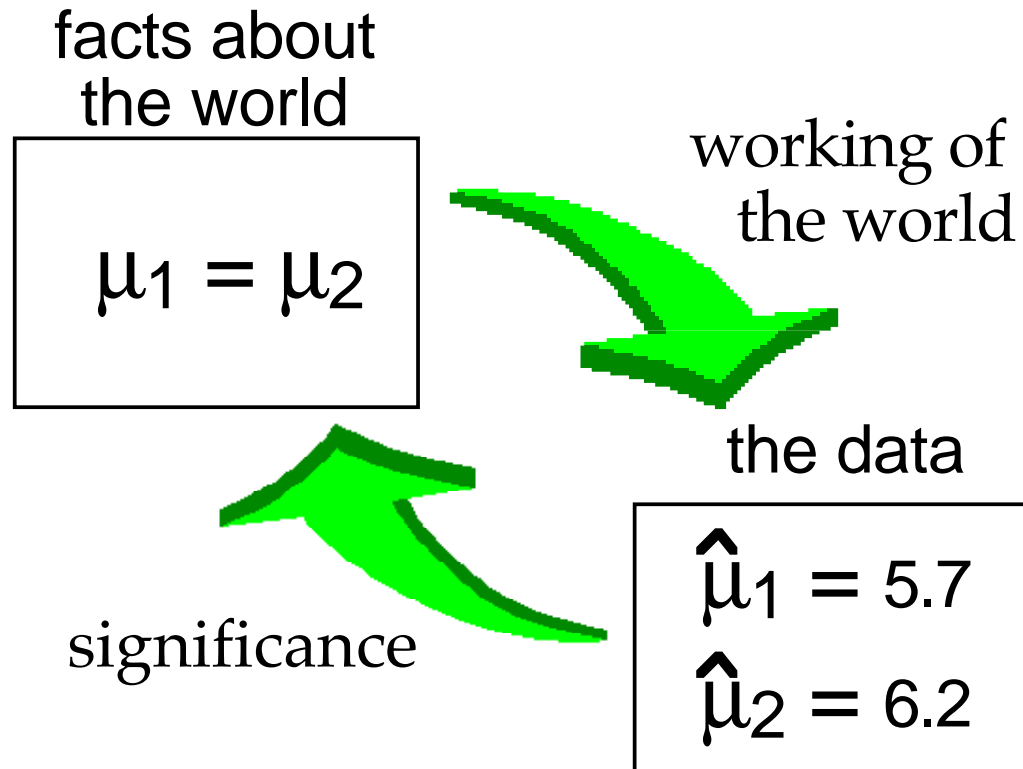 facts about
the world
μ1 = μ2
working of
the world
the data
μ̂1 = 5.7
μ̂2 = 6.2
significance